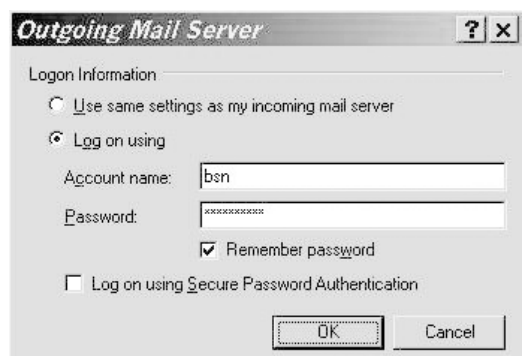 Outgoing Mail Server
Logon Information
Use same settings as my incoming mail server
Log on using
Account name: bsn
Password: **********
Remember password
Log on using Secure Password Authentication
OK Cancel